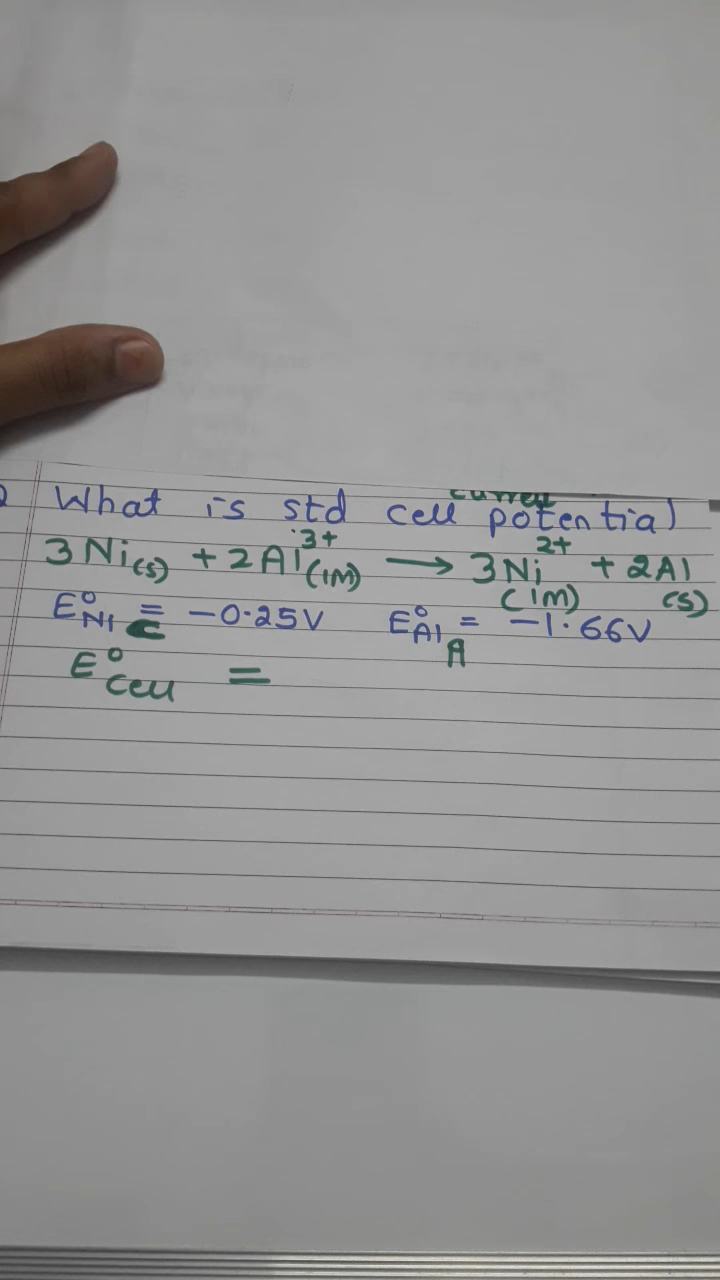 What is std cell potential
3Ni(s) + 2Al³⁺(1M) → 3Ni²⁺(1M) + 2Al(s)
E°Ni = -0.25V E°Al = -1.66V
C A
E°cell =